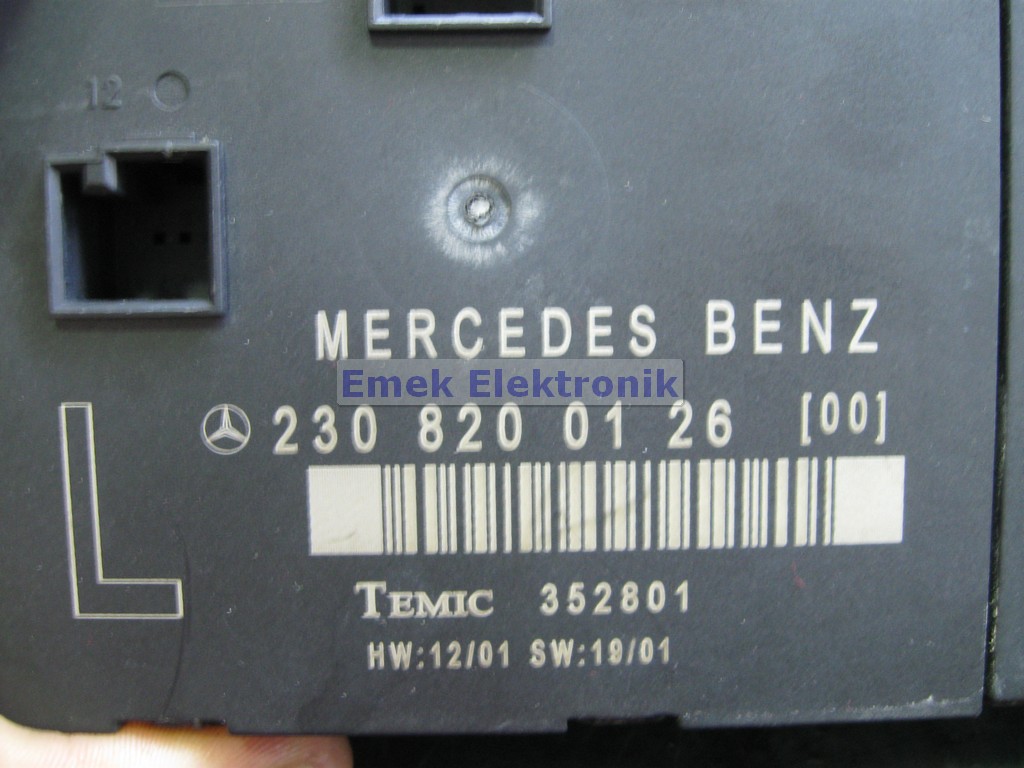 12
MERCEDES BENZ
Emek Elektronik
230 820 01 26 [00]
L
TEMIC 352801
HW:12/01 SW:19/01